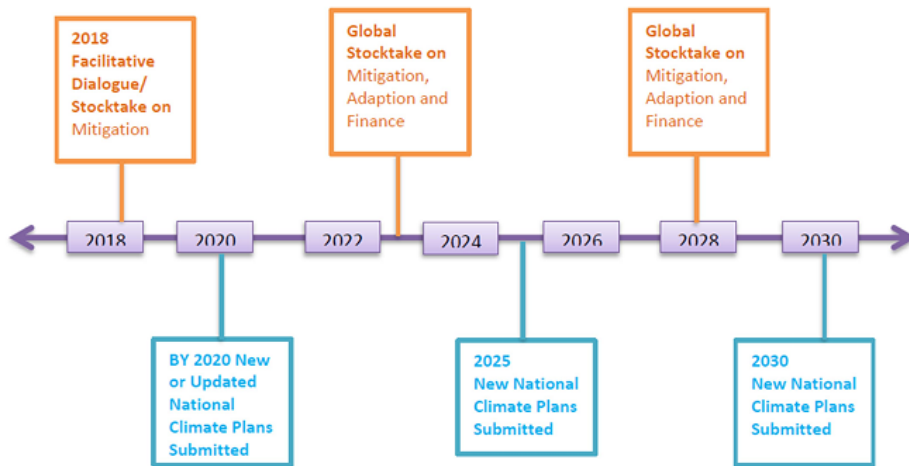 2018
Facilitative
Dialogue/
Stocktake on
Mitigation
Global
Stocktake on
Mitigation,
Adaption and
Finance
Global
Stocktake on
Mitigation,
Adaption and
Finance
2018
2020
2022
2024
2026
2028
2030
BY 2020 New
or Updated
National
Climate Plans
Submitted
2025
New National
Climate Plans
Submitted
2030
New National
Climate Plans
Submitted